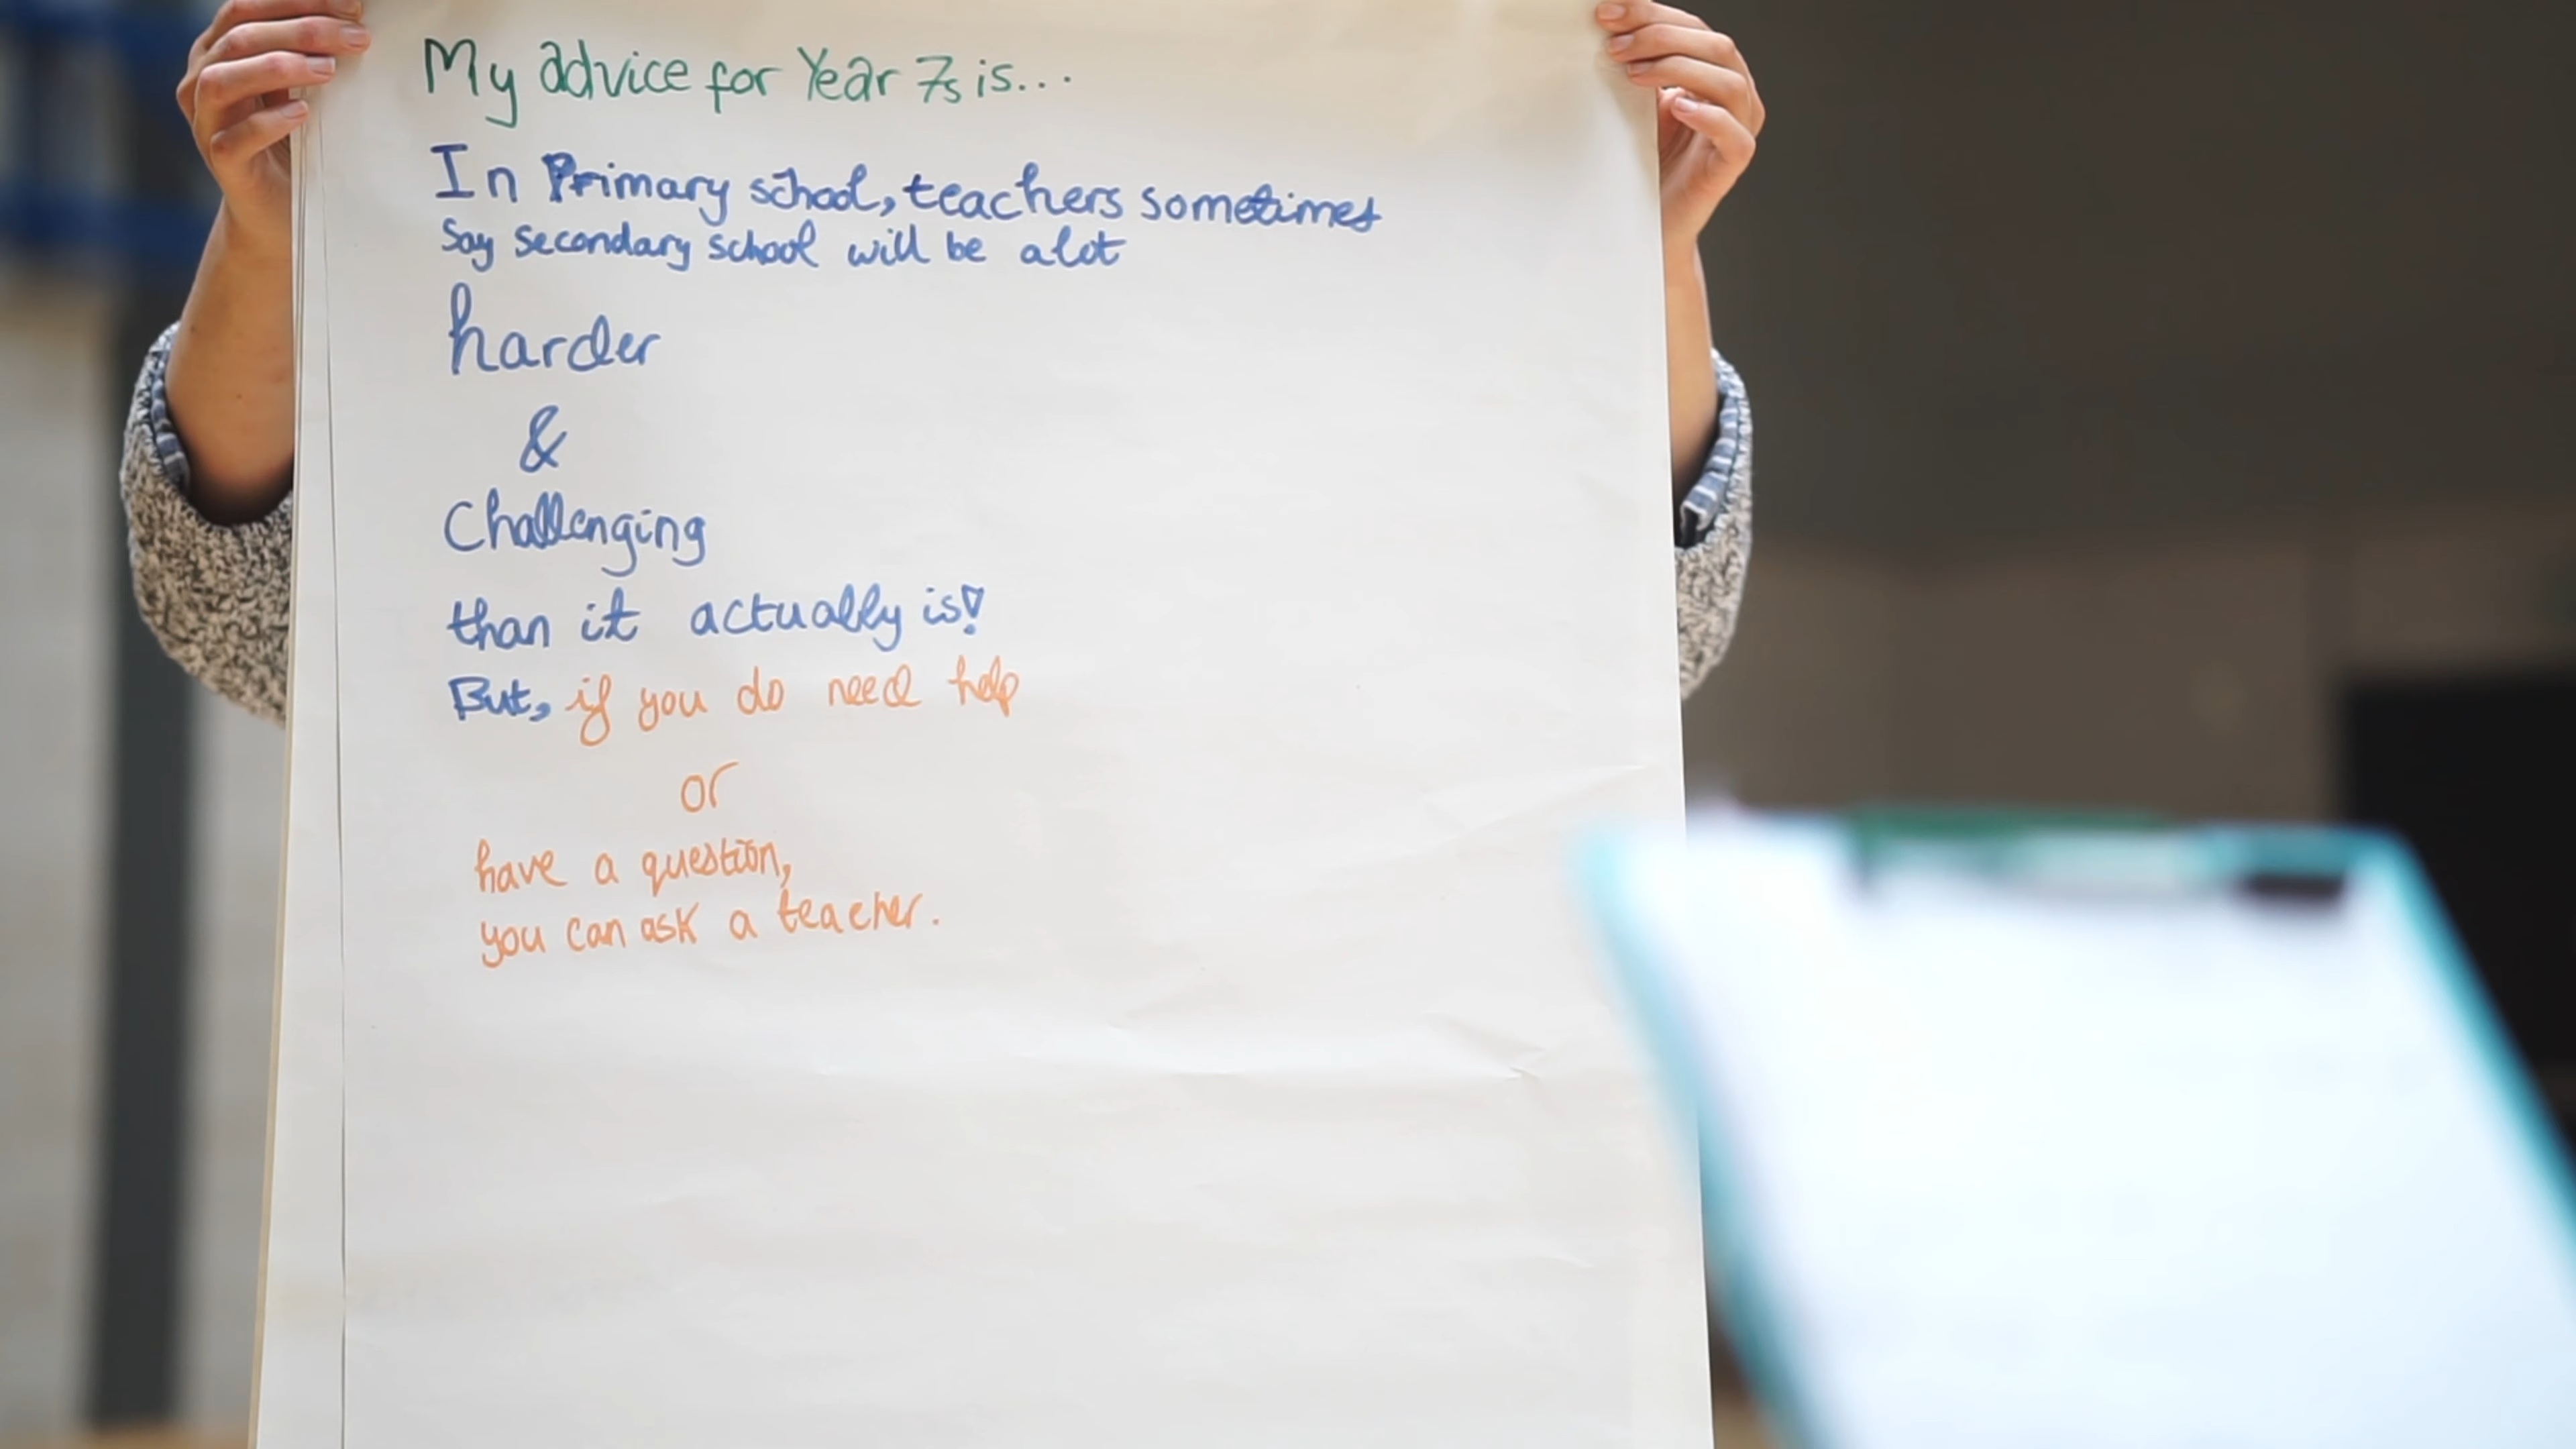 My advice for Year 7s is...
In Primary school, teachers sometimes
say secondary school will be alot
harder
&
Challenging
than it actually is!
But, if you do need help
or
have a question,
you can ask a teacher.